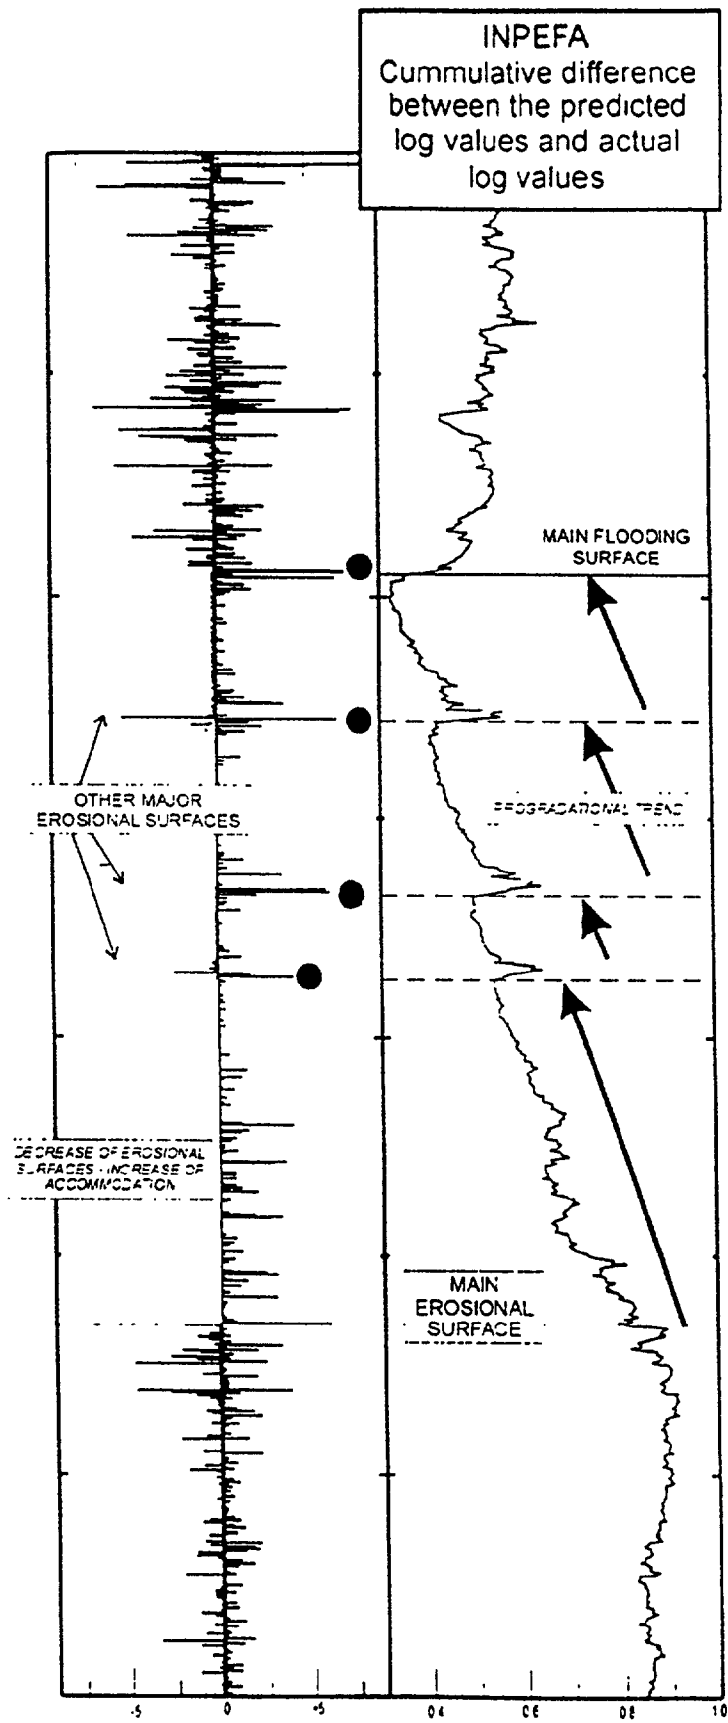 INPEFA
Cummulative difference
between the predicted
log values and actual
log values
MAIN FLOODING
SURFACE
OTHER MAJOR
EROSIONAL SURFACES
PROGRADATIONAL TREND
DECREASE OF EROSIONAL
SURFACES - INCREASE OF
ACCOMMODATION
MAIN
EROSIONAL
SURFACE
-5 0 +5 0.4 0.6 0.8 1.0